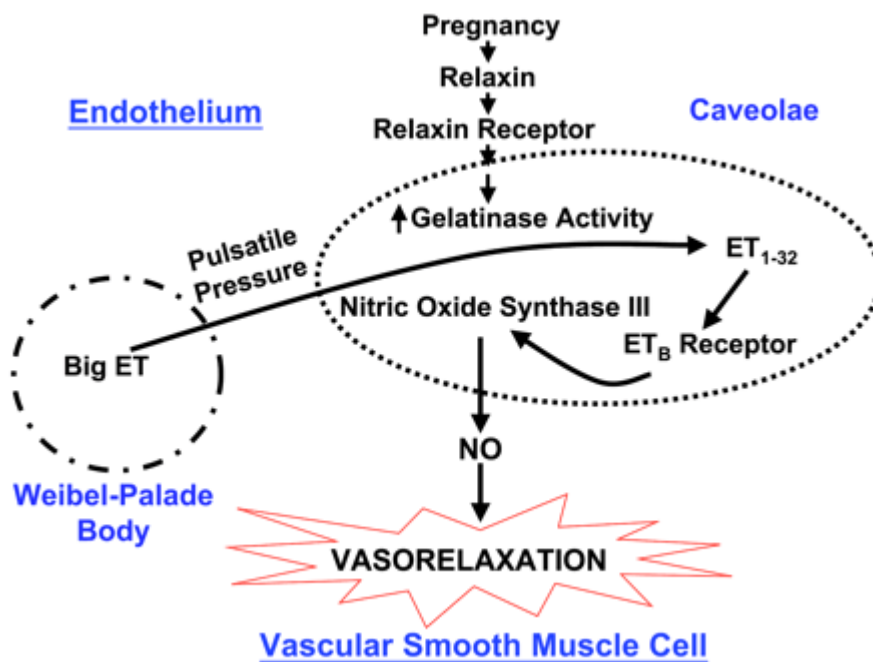 Pregnancy
Relaxin
Endothelium
Caveolae
Relaxin Receptor
Gelatinase Activity
Pulsatile
Pressure
ET1-32
Nitric Oxide Synthase III
ETB Receptor
Big ET
NO
Weibel-Palade
Body
VASORELAXATION
Vascular Smooth Muscle Cell